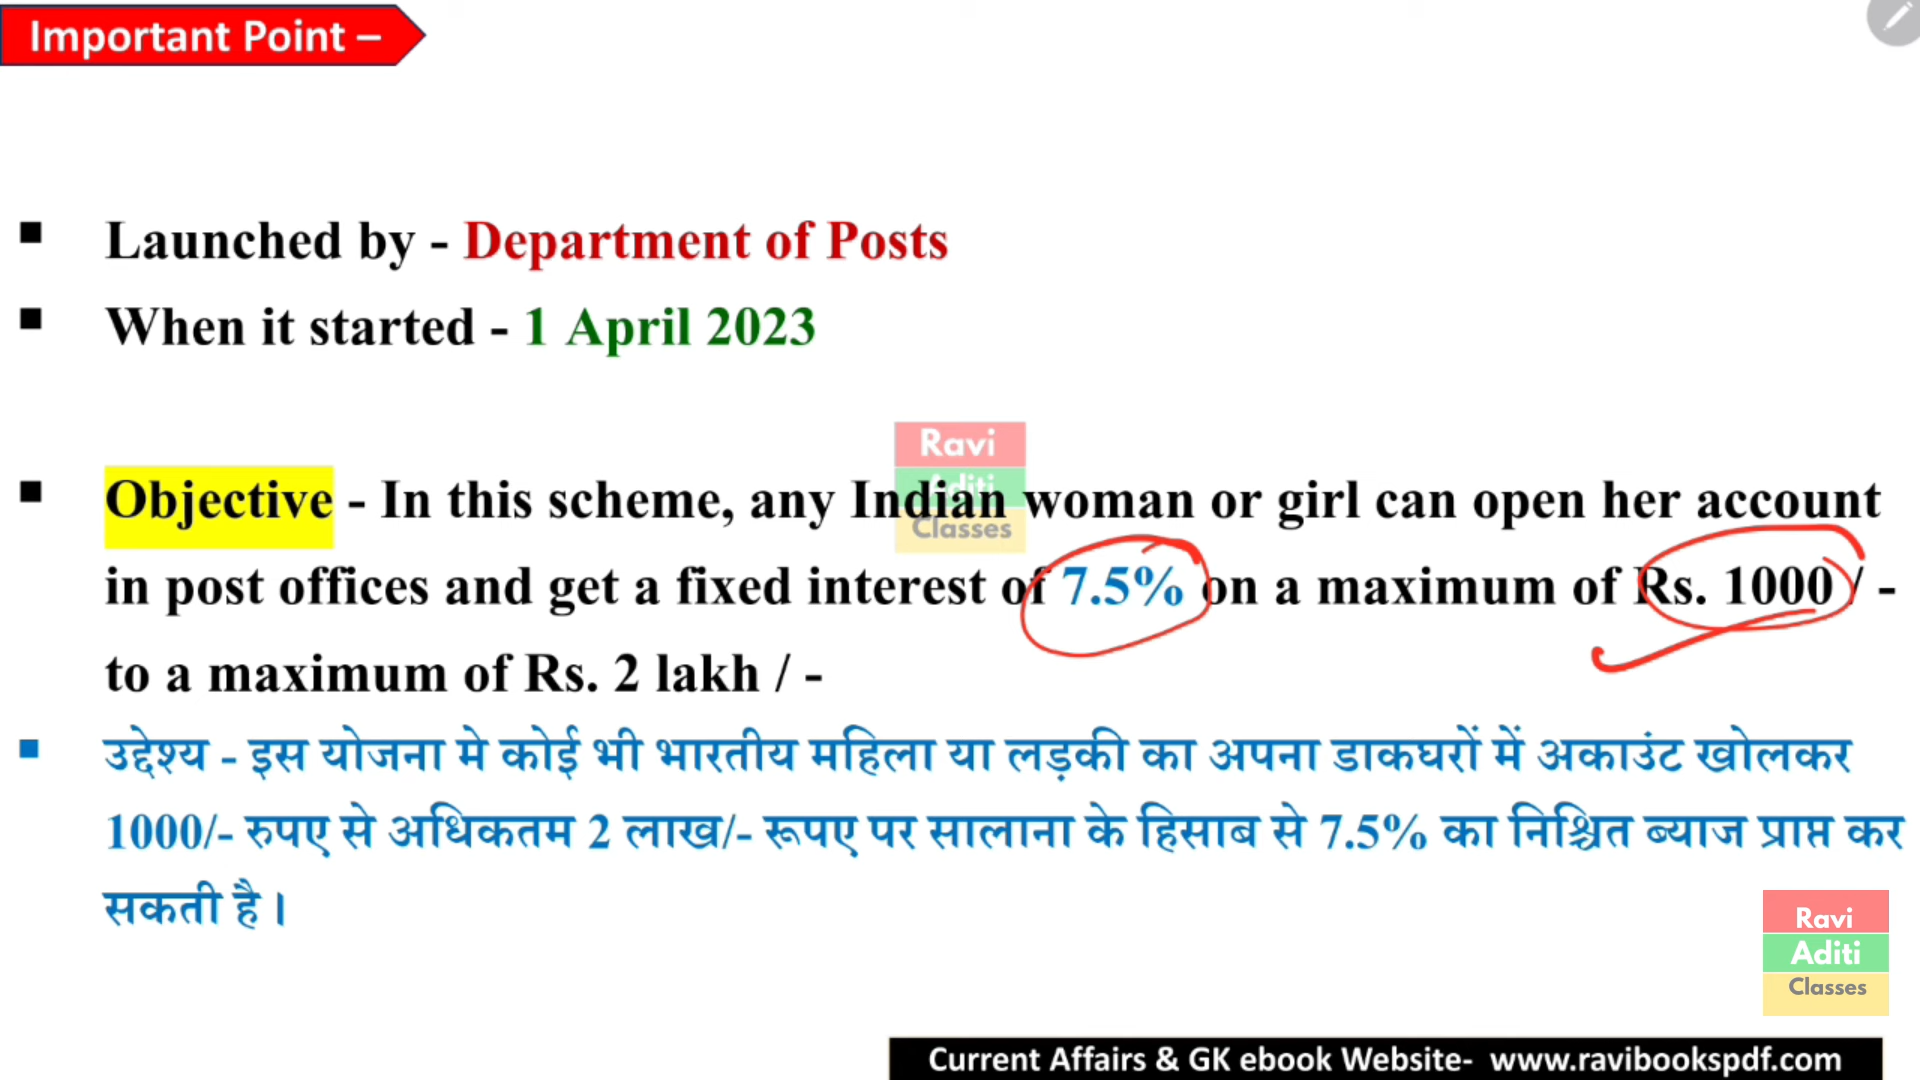 Important Point –
Launched by - Department of Posts
When it started - 1 April 2023
Ravi
Aditi
Classes
Objective - In this scheme, any Indian woman or girl can open her account
in post offices and get a fixed interest of 7.5% on a maximum of Rs. 1000 / -
to a maximum of Rs. 2 lakh / -
उद्देश्य - इस योजना मे कोई भी भारतीय महिला या लड़की का अपना डाकघरों में अकाउंट खोलकर
1000/- रुपए से अधिकतम 2 लाख/- रूपए पर सालाना के हिसाब से 7.5% का निश्चित ब्याज प्राप्त कर
सकती है ।
Ravi
Aditi
Classes
Current Affairs & GK ebook Website- www.ravibookspdf.com